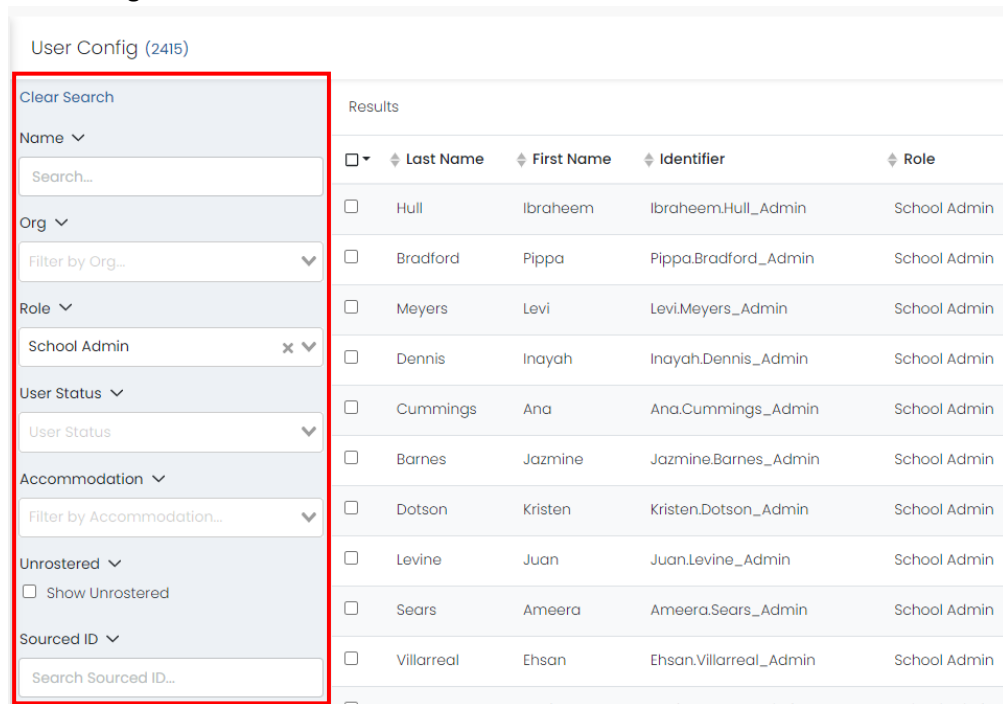 User Config (2415)
Clear Search
Name
Search...
Org
Filter by Org...
Role
School Admin
User Status
User Status
Accommodation
Filter by Accommodation...
Unrostered
Show Unrostered
Sourced ID
Search Sourced ID...
Results
Last Name First Name Identifier Role
Hull Ibraheem Ibraheem.Hull_Admin School Admin
Bradford Pippa Pippa.Bradford_Admin School Admin
Meyers Levi Levi.Meyers_Admin School Admin
Dennis Inayah Inayah.Dennis_Admin School Admin
Cummings Ana Ana.Cummings_Admin School Admin
Barnes Jazmine Jazmine.Barnes_Admin School Admin
Dotson Kristen Kristen.Dotson_Admin School Admin
Levine Juan Juan.Levine_Admin School Admin
Sears Ameera Ameera.Sears_Admin School Admin
Villarreal Ehsan Ehsan.Villarreal_Admin School Admin